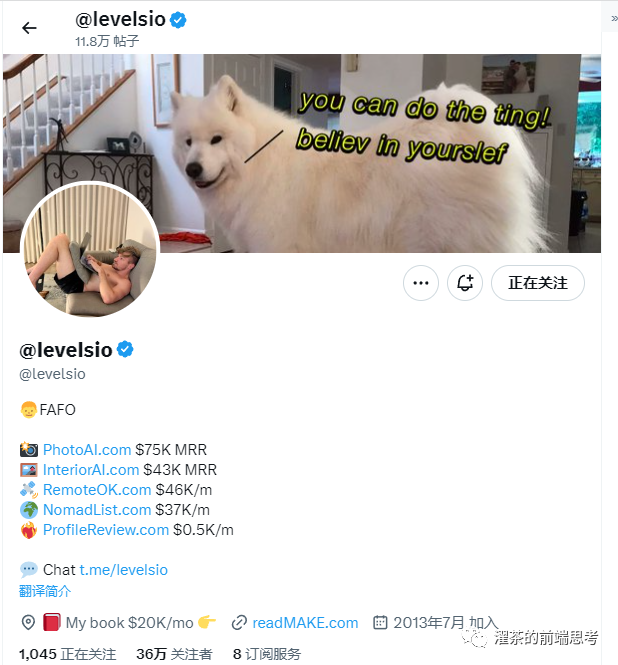 @levelsio
11.8万 帖子
you can do the ting!
believ in yourslef
正在关注
@levelsio
@levelsio
FAFO
PhotoAI.com $75K MRR
InteriorAI.com $43K MRR
RemoteOK.com $46K/m
NomadList.com $37K/m
ProfileReview.com $0.5K/m
Chat t.me/levelsio
翻译简介
My book $20K/mo readMAKE.com 2013年7月 加入
1,045 正在关注 36万 关注者 8 订阅服务
濯茶的前端思考